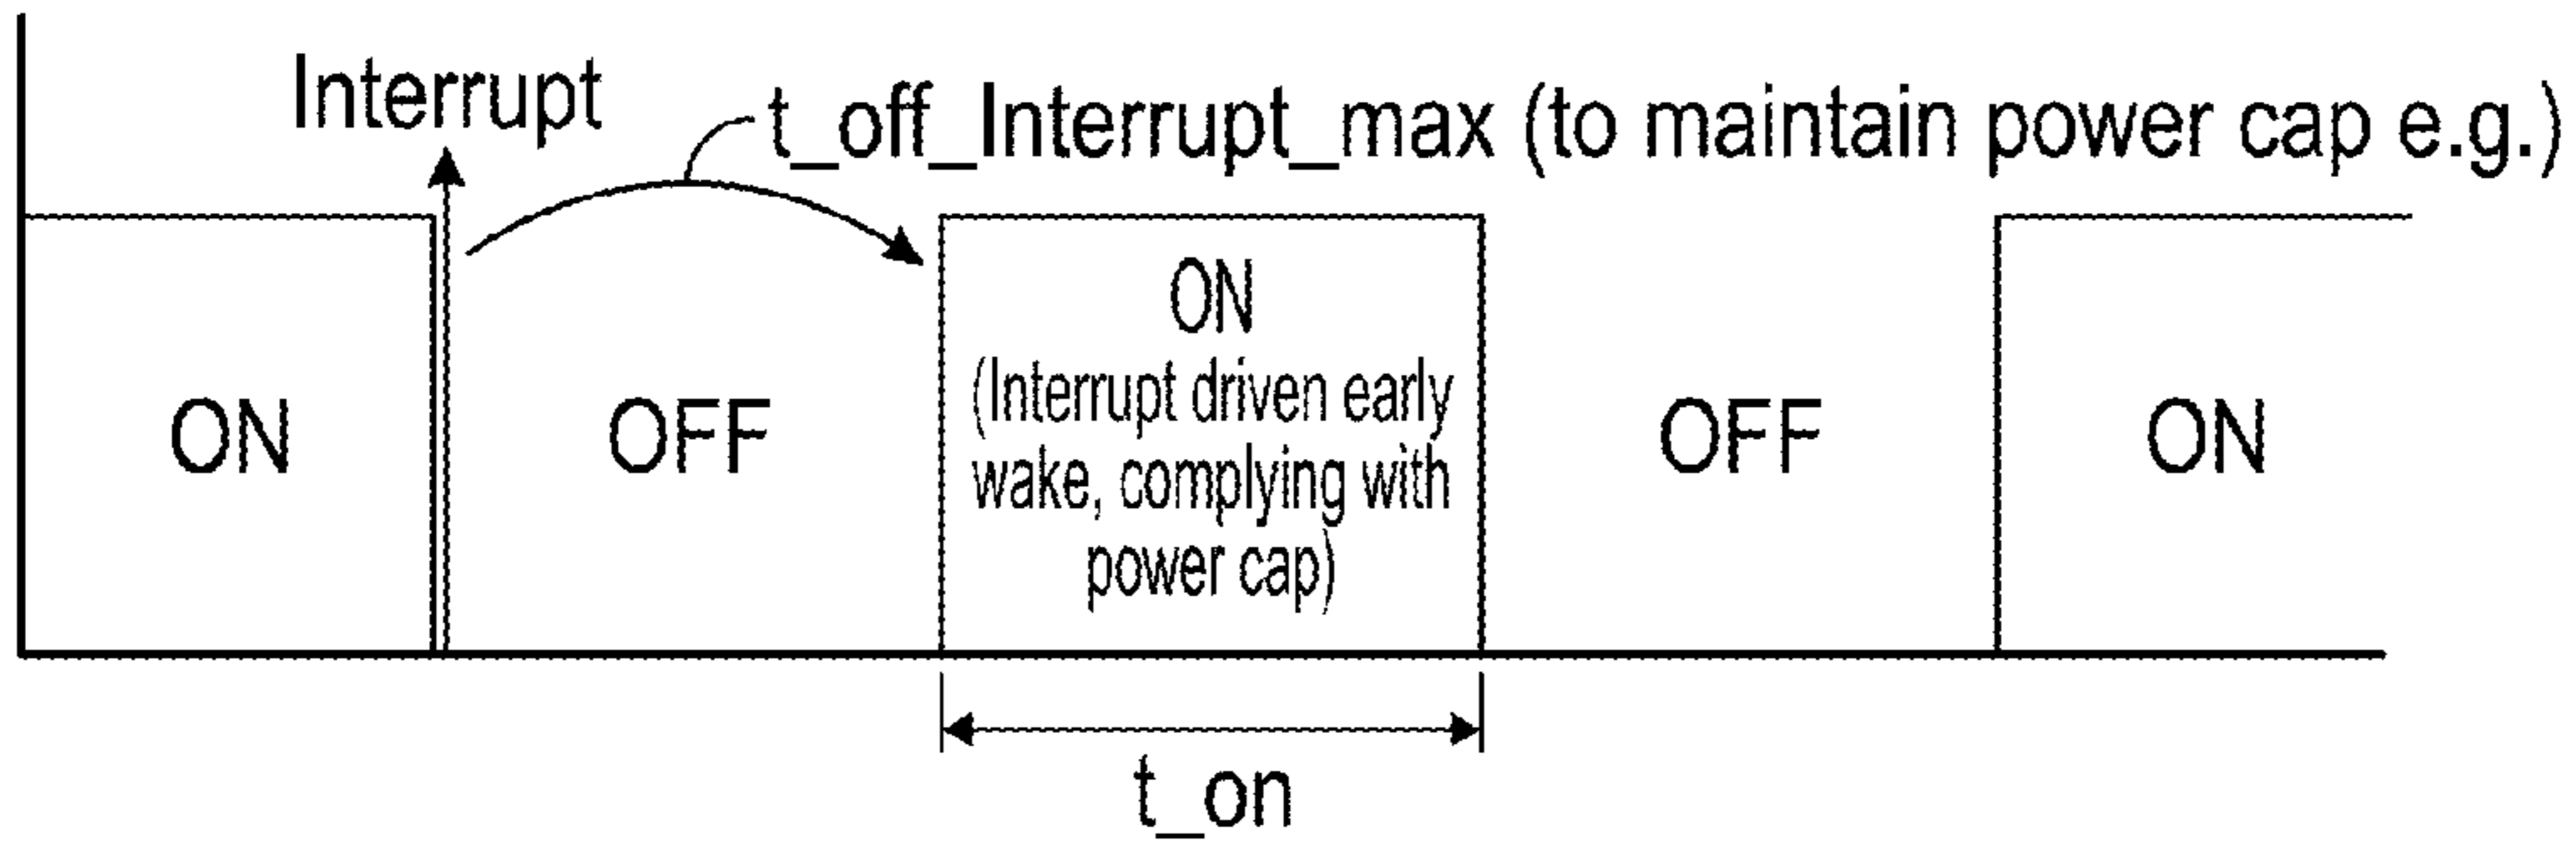 Interrupt
t_off_Interrupt_max (to maintain power cap e.g.)
ON
OFF
ON
(Interrupt driven early
wake, complying with
power cap)
OFF
ON
t_on